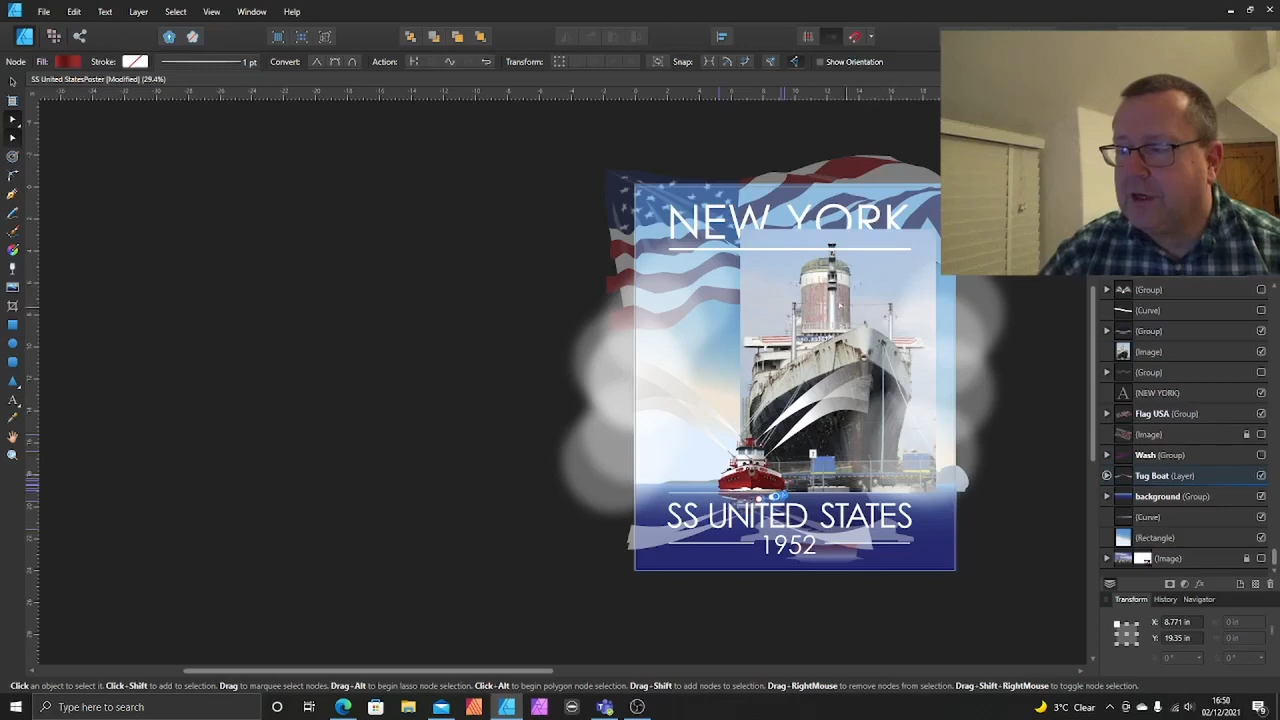 File Edit Text Layer Select View Window Help
Node Fill: Stroke: 1 pt Convert: Action: Transform: Snap: Show Orientation
SS United StatesPoster [Modified] (29.4%)
NEW YORK
SS UNITED STATES
1952
(Group)
(Curve)
(Group)
(Image)
(Group)
(NEW YORK)
Flag USA (Group)
(Image)
Wash (Group)
Tug Boat (Layer)
background (Group)
(Curve)
(Rectangle)
(Image)
Transform History Navigator
X: 8.771 in W: 0 in
Y: 19.35 in H: 0 in
Click an object to select it. Click+Shift to add to selection. Drag to marquee select nodes. Drag+Alt to begin lasso node selection. Click+Alt to begin polygon node selection. Drag+Shift to add nodes to selection. Drag+RightMouse to remove nodes from selection. Drag+Shift+RightMouse to toggle node selection.
Type here to search
3°C Clear
16:50
02/12/2021